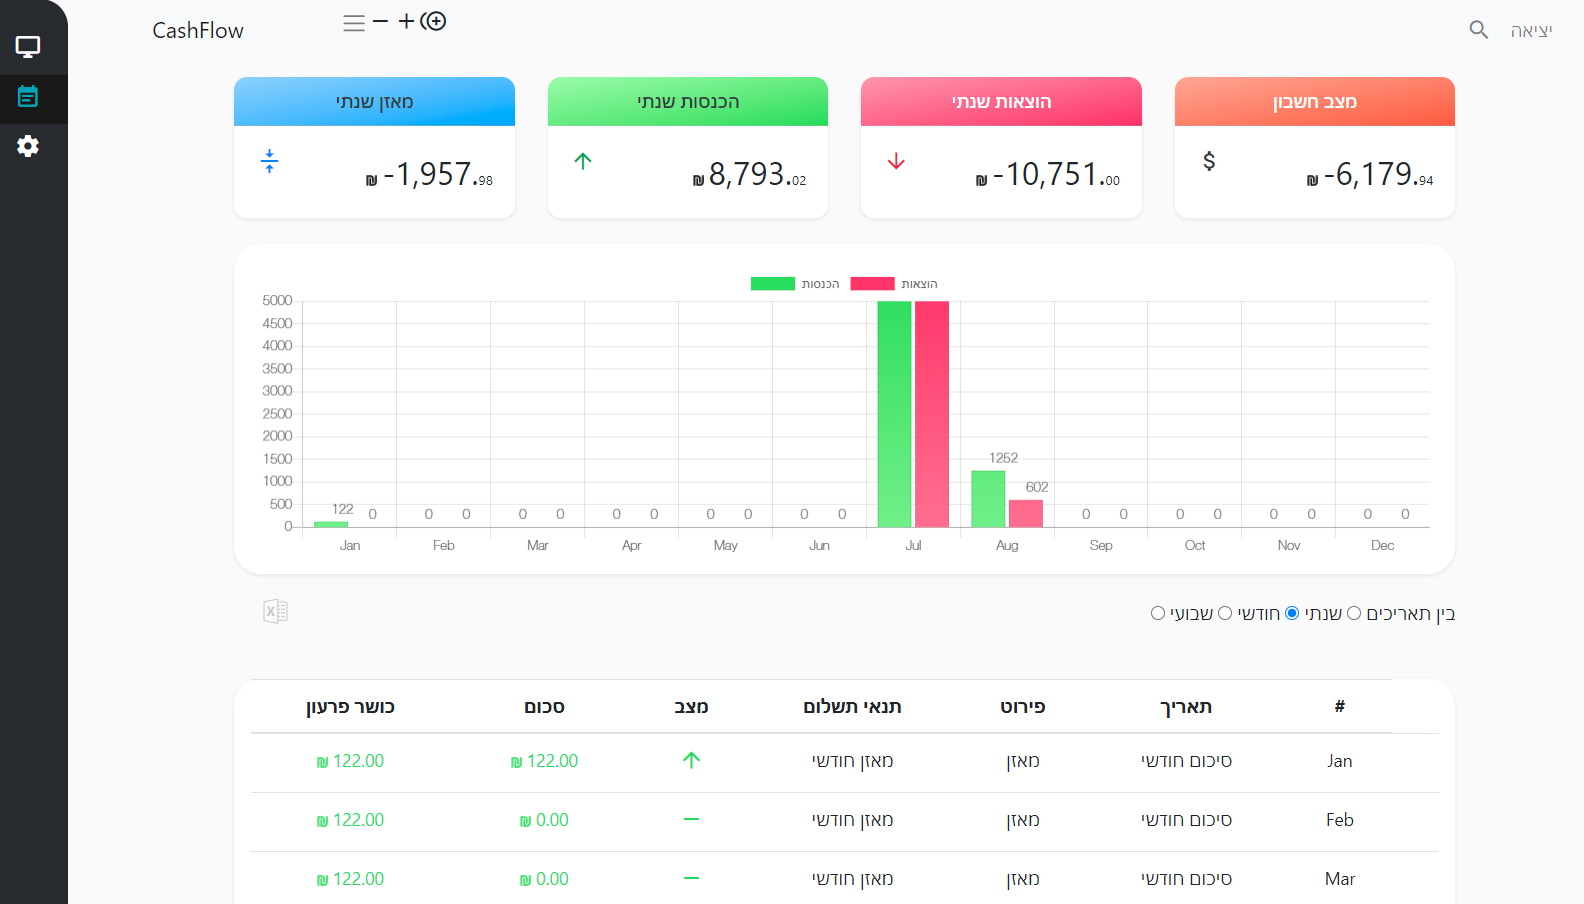 CashFlow
יציאה
מצב חשבון
₪ -6,179.94
$
הוצאות שנתי
₪ -10,751.00
הכנסות שנתי
₪ 8,793.02
מאזן שנתי
₪ -1,957.98
הכנסות הוצאות
5000
4500
4000
3500
3000
2500
2000
1500
1000
500
0
122 0 0 0 0 0 0 0 0 0 0 0 1252 602 0 0 0 0 0 0 0 0
Jan Feb Mar Apr May Jun Jul Aug Sep Oct Nov Dec
בין תאריכים שנתי חודשי שבועי
# תאריך פירוט תנאי תשלום מצב סכום כושר פרעון
Jan סיכום חודשי מאזן מאזן חודשי ₪ 122.00 ₪ 122.00
Feb סיכום חודשי מאזן מאזן חודשי ₪ 0.00 ₪ 122.00
Mar סיכום חודשי מאזן מאזן חודשי ₪ 0.00 ₪ 122.00